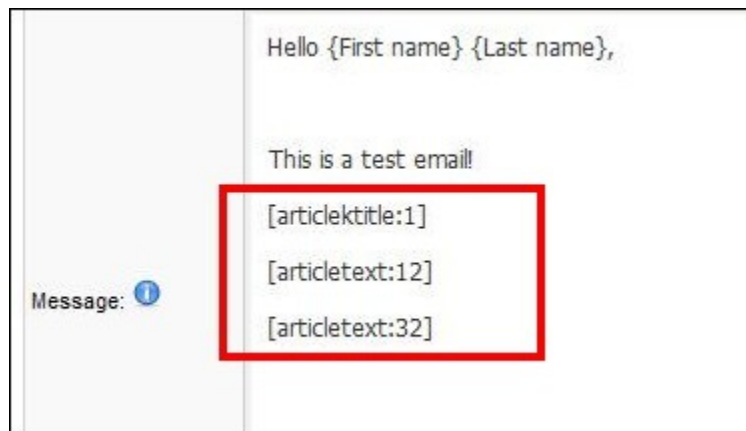 Hello {First name} {Last name},
This is a test email!
[articlektitle:1]
[articletext:12]
Message:
[articletext:32]